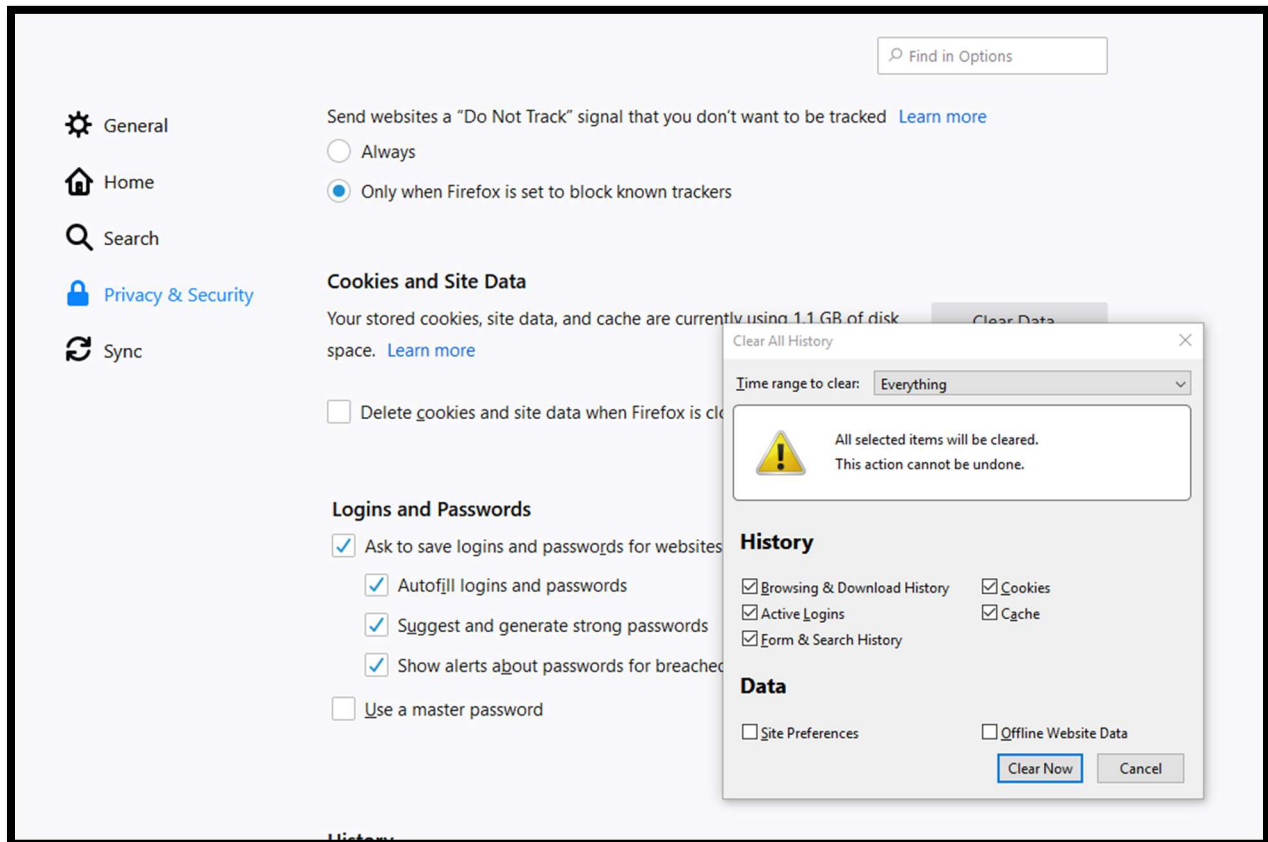 Find in Options
General
Home
Search
Privacy & Security
Sync
Send websites a “Do Not Track” signal that you don't want to be tracked Learn more
Always
Only when Firefox is set to block known trackers
Cookies and Site Data
Your stored cookies, site data, and cache are currently using 1.1 GB of disk
space. Learn more
Clear Data
Delete cookies and site data when Firefox is
Logins and Passwords
Ask to save logins and passwords for websites
Autofill logins and passwords
Suggest and generate strong passwords
Show alerts about passwords for breached
Use a master password
History
Clear All History
Time range to clear: Everything
All selected items will be cleared.
This action cannot be undone.
History
Browsing & Download History Cookies
Active Logins Cache
Form & Search History
Data
Site Preferences Offline Website Data
Clear Now Cancel